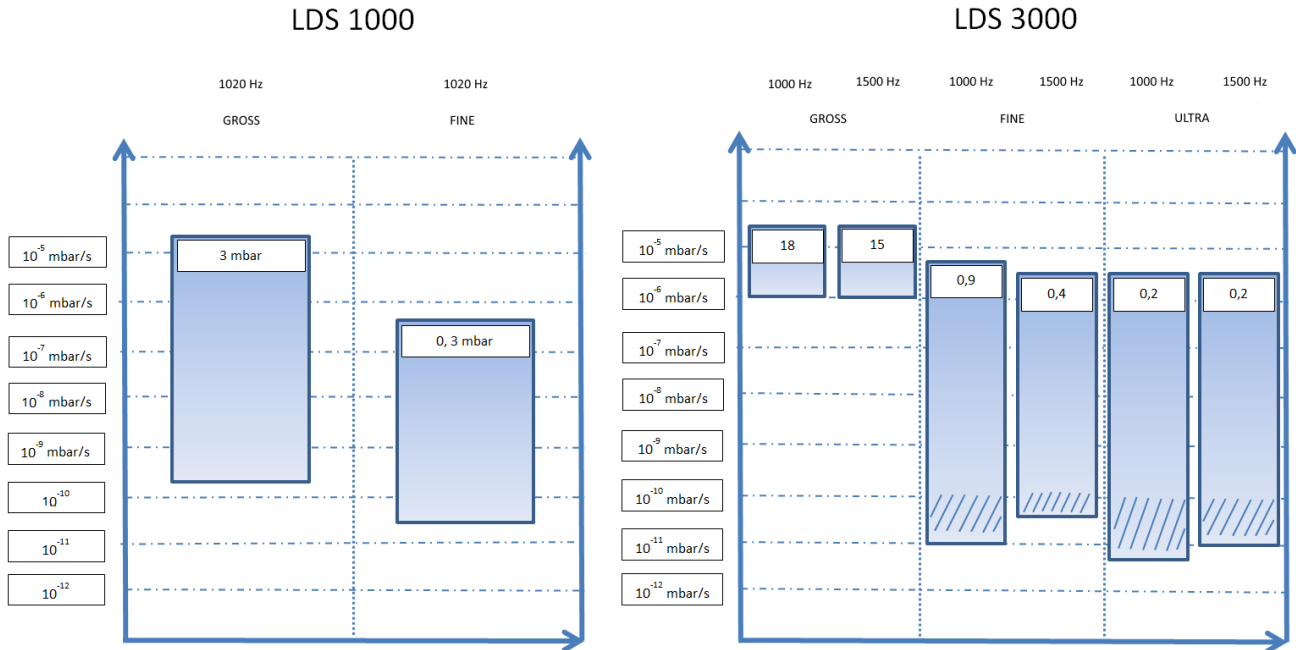 LDS 1000
1020 Hz 1020 Hz
GROSS FINE
10⁻⁵ mbar/s
10⁻⁶ mbar/s
10⁻⁷ mbar/s
10⁻⁸ mbar/s
10⁻⁹ mbar/s
10⁻¹⁰
10⁻¹¹
10⁻¹²
3 mbar
0, 3 mbar
LDS 3000
1000 Hz 1500 Hz 1000 Hz 1500 Hz 1000 Hz 1500 Hz
GROSS FINE ULTRA
10⁻⁵ mbar/s
10⁻⁶ mbar/s
10⁻⁷ mbar/s
10⁻⁸ mbar/s
10⁻⁹ mbar/s
10⁻¹⁰ mbar/s
10⁻¹¹ mbar/s
10⁻¹² mbar/s
18 15
0,9 0,4 0,2 0,2